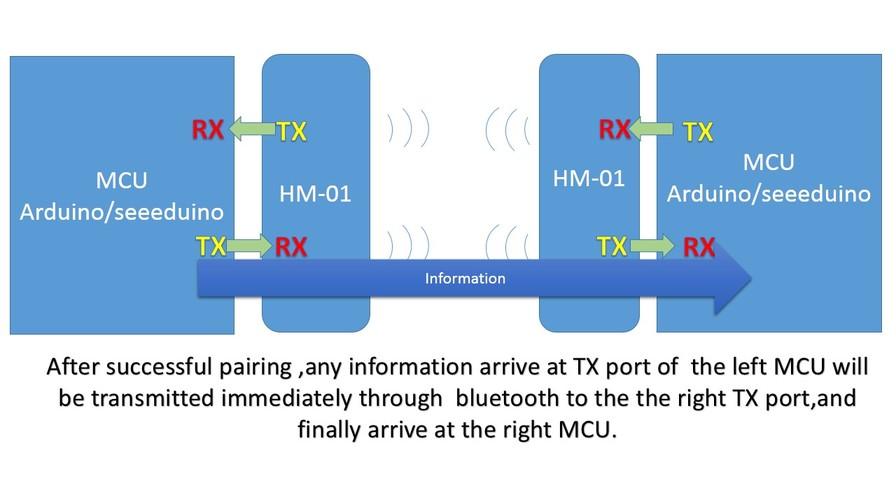 RX
TX
RX
TX
MCU
Arduino/seeeduino
HM-01
HM-01
MCU
Arduino/seeeduino
TX
RX
TX
RX
Information
After successful pairing ,any information arrive at TX port of the left MCU will
be transmitted immediately through bluetooth to the the right TX port,and
finally arrive at the right MCU.